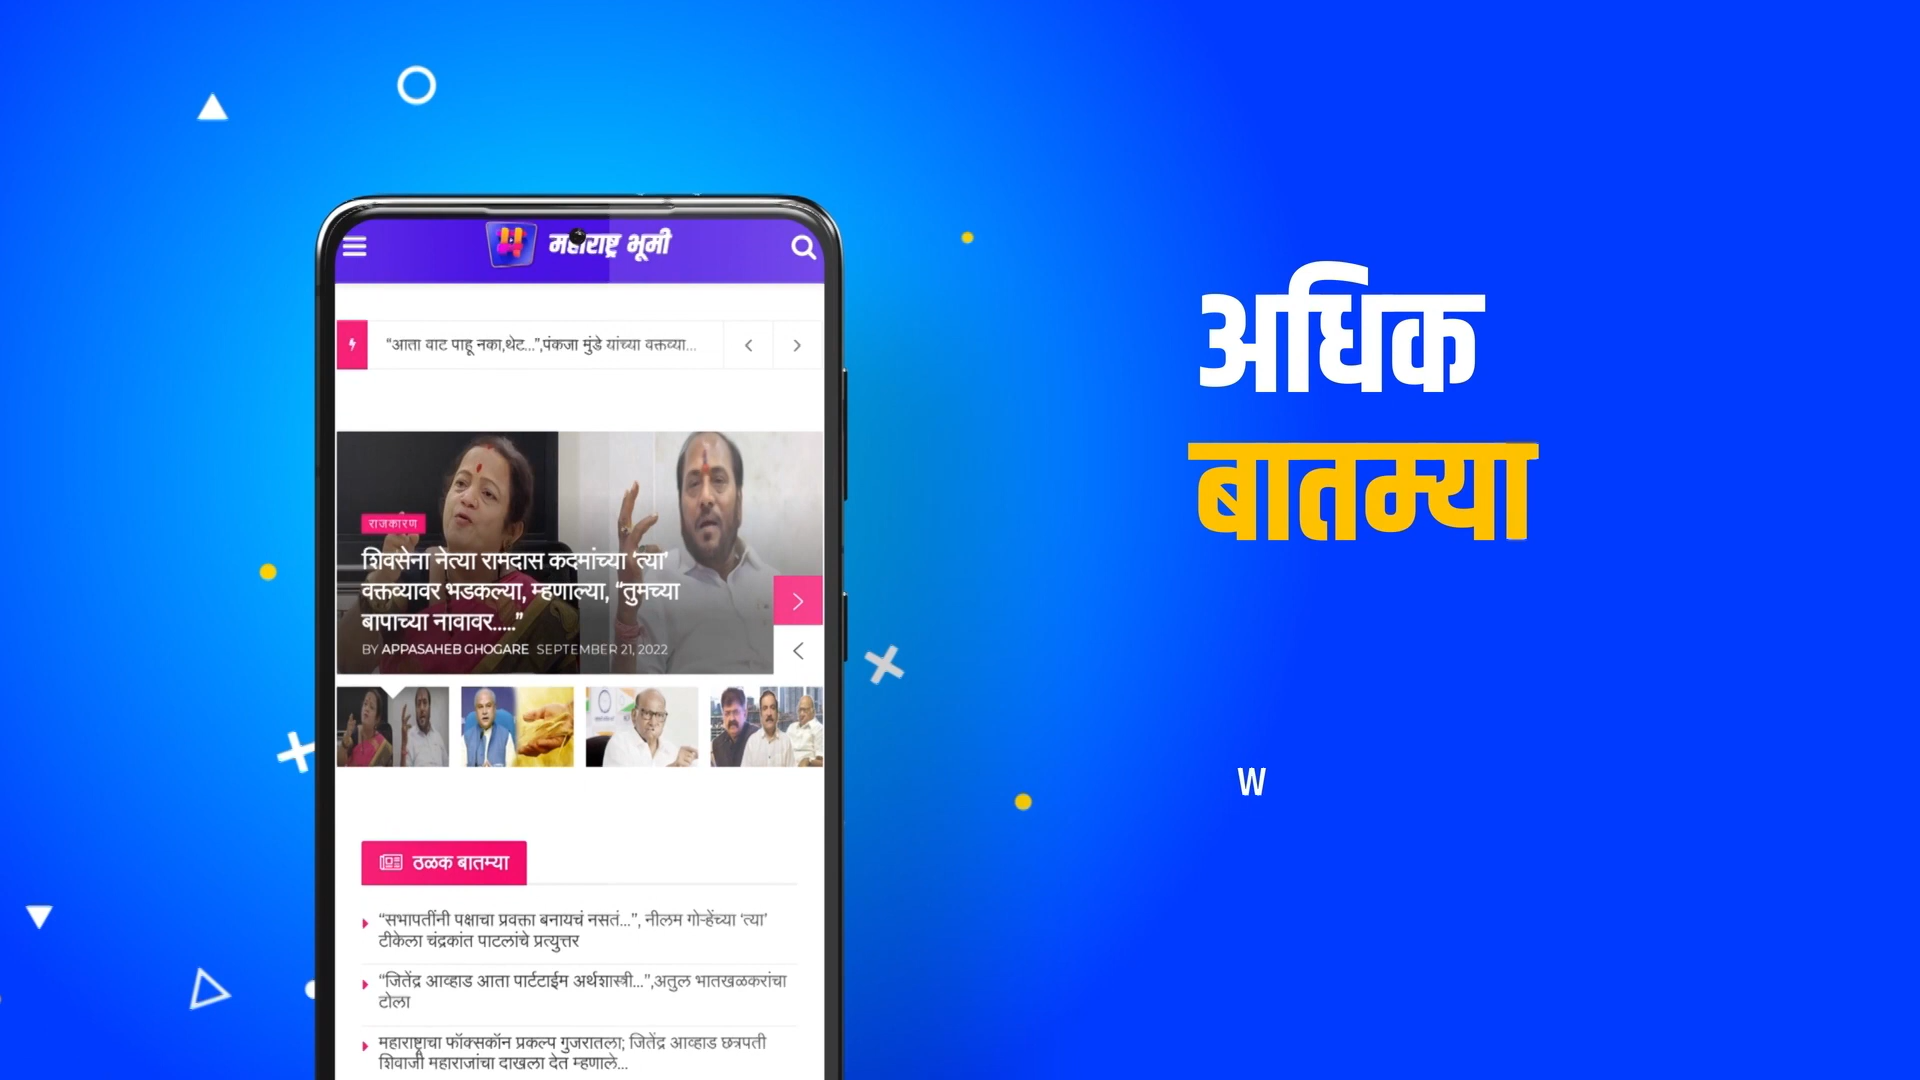 महाराष्ट्र भूमी
“आता वाट पाहू नका,थेट...”,पंकजा मुंडे यांच्या वक्तव्या...
राजकारण
शिवसेना नेत्या रामदास कदमांच्या ‘त्या’
वक्तव्यावर भडकल्या, म्हणाल्या, “तुमच्या
बापाच्या नावावर.....”
BY APPASAHEB GHOGARE SEPTEMBER 21, 2022
ठळक बातम्या
“सभापतींनी पक्षाचा प्रवक्ता बनायचं नसतं...”, नीलम गोऱ्हेंच्या ‘त्या’
टीकेला चंद्रकांत पाटलांचे प्रत्युत्तर
“जितेंद्र आव्हाड आता पार्टटाईम अर्थशास्त्री...”,अतुल भातखळकरांचा
टोला
महाराष्ट्राचा फॉक्सकॉन प्रकल्प गुजरातला; जितेंद्र आव्हाड छत्रपती
शिवाजी महाराजांचा दाखला देत म्हणाले...
अधिक
बातम्या
W